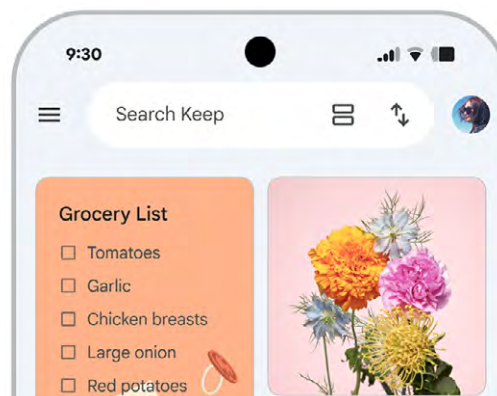 9:30
Search Keep
Grocery List
Tomatoes
Garlic
Chicken breasts
Large onion
Red potatoes